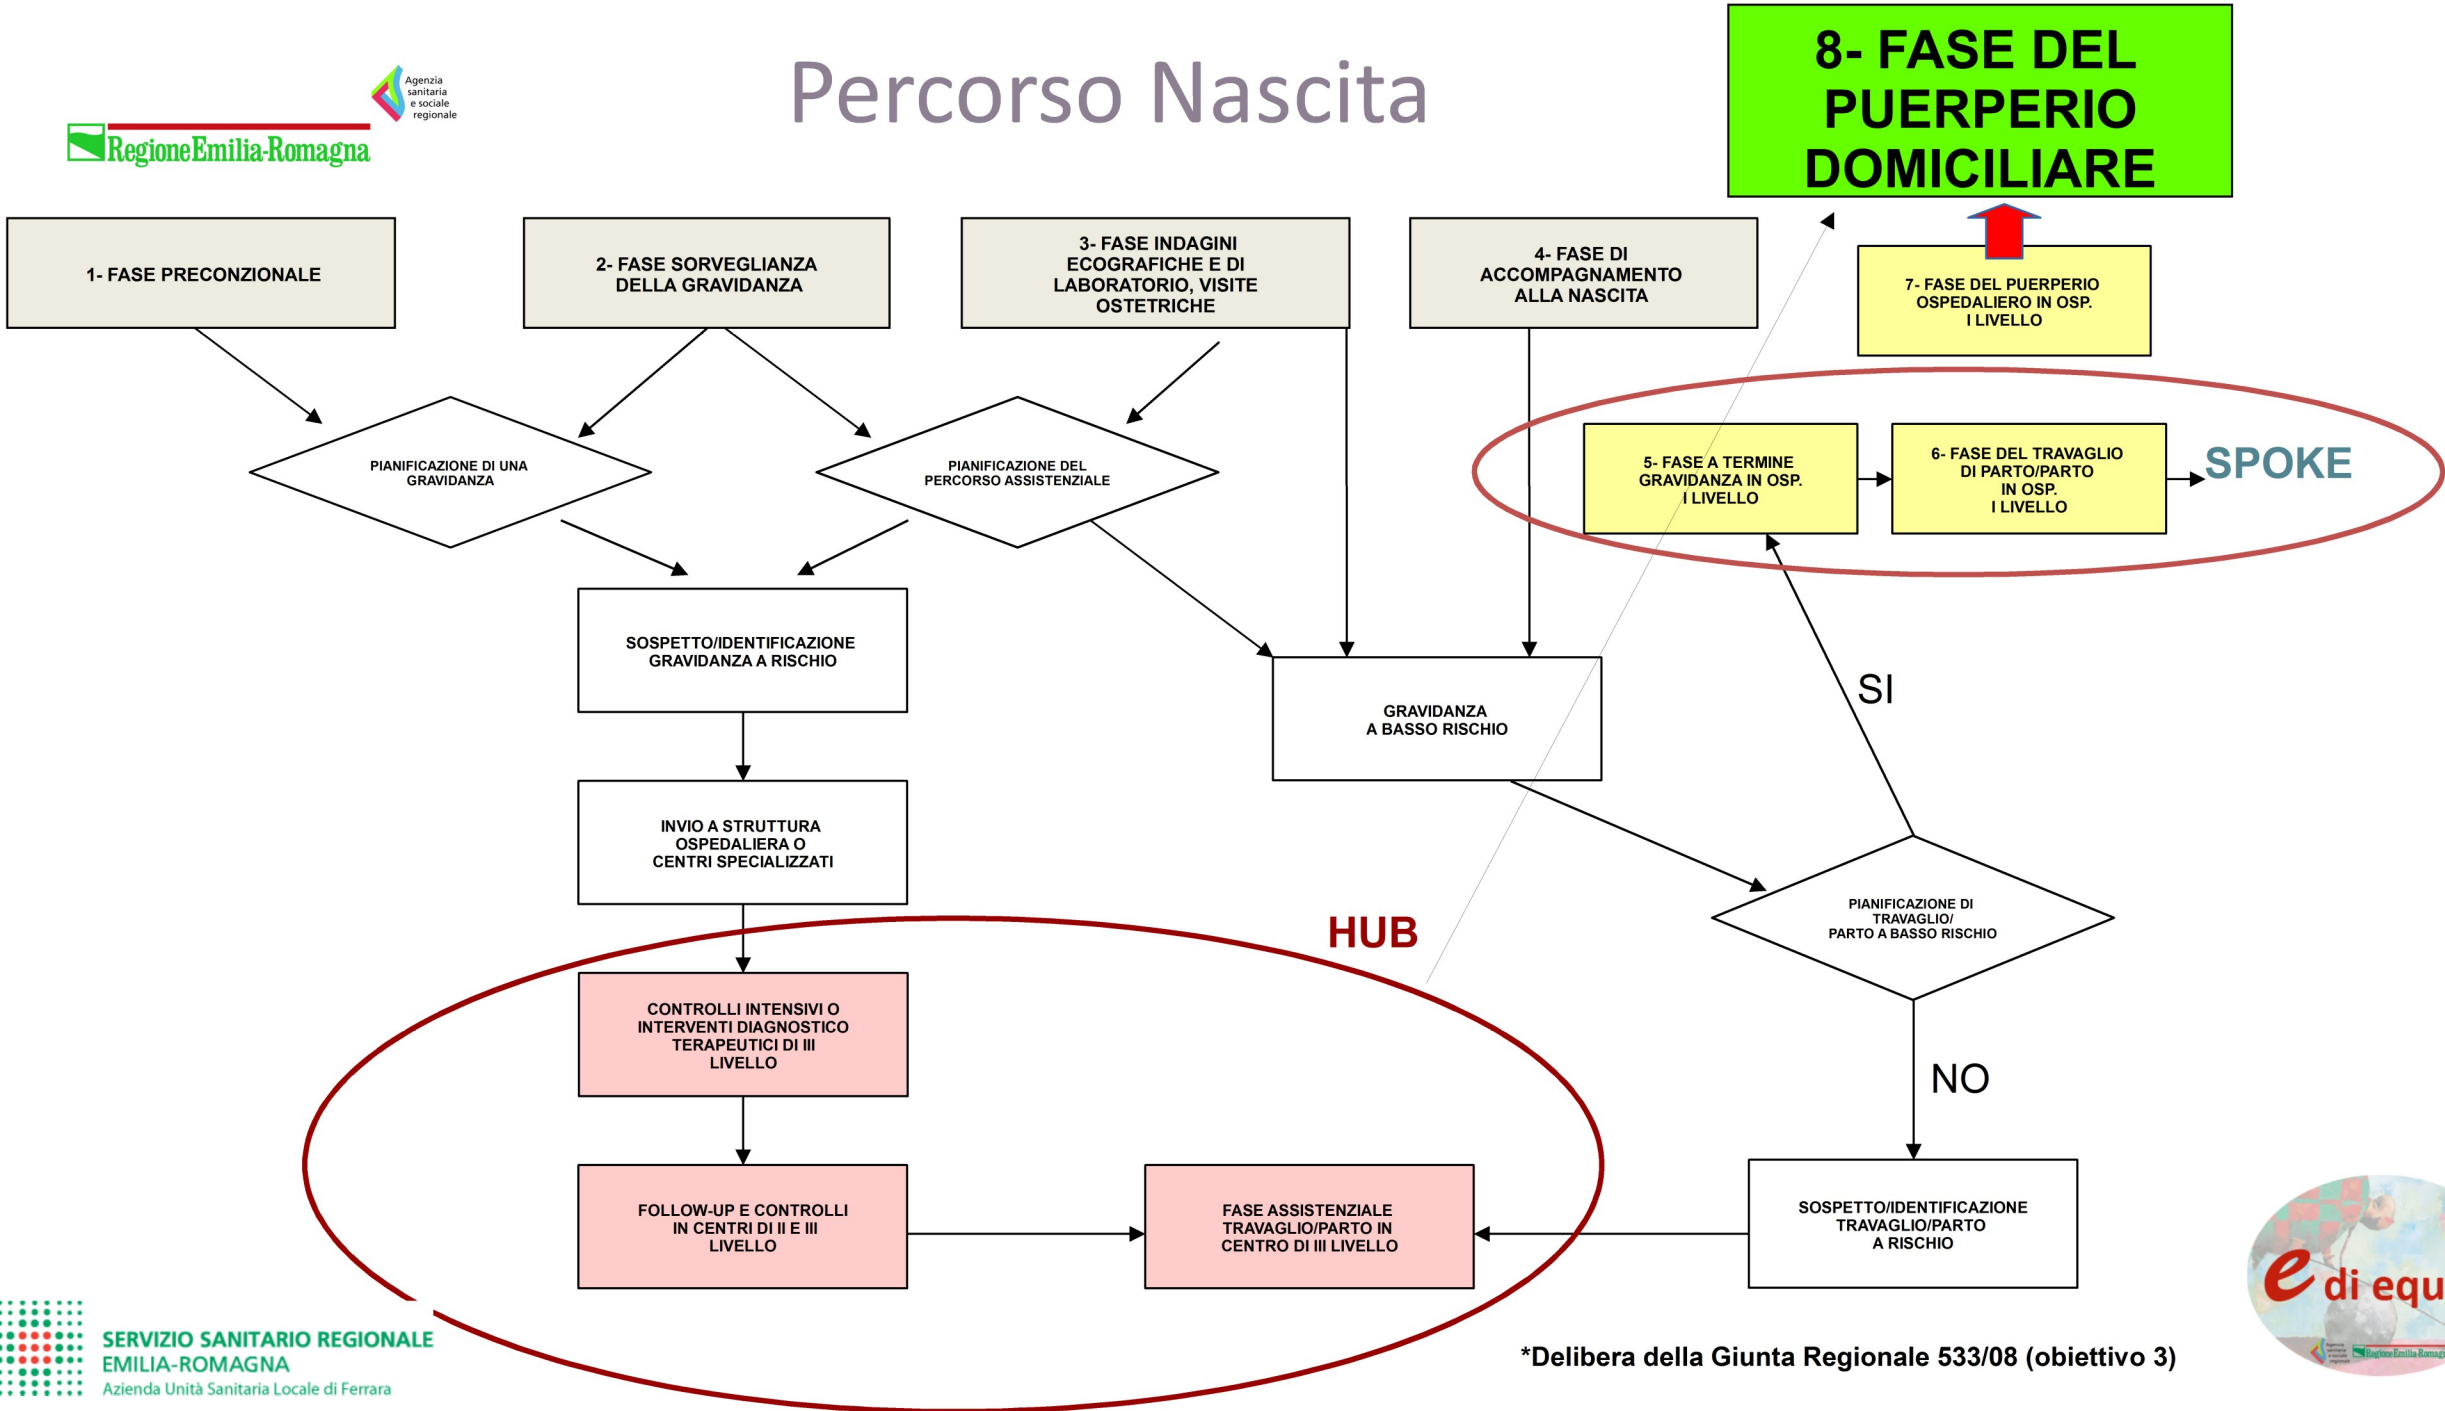 Percorso Nascita
Agenzia
sanitaria
e sociale
regionale
RegioneEmilia-Romagna
8- FASE DEL
PUERPERIO
DOMICILIARE
1- FASE PRECONZIONALE
2- FASE SORVEGLIANZA
DELLA GRAVIDANZA
3- FASE INDAGINI
ECOGRAFICHE E DI
LABORATORIO, VISITE
OSTETRICHE
4- FASE DI
ACCOMPAGNAMENTO
ALLA NASCITA
7- FASE DEL PUERPERIO
OSPEDALIERO IN OSP.
I LIVELLO
PIANIFICAZIONE DI UNA
GRAVIDANZA
PIANIFICAZIONE DEL
PERCORSO ASSISTENZIALE
5- FASE A TERMINE
GRAVIDANZA IN OSP.
I LIVELLO
6- FASE DEL TRAVAGLIO
DI PARTO/PARTO
IN OSP.
I LIVELLO
SPOKE
SOSPETTO/IDENTIFICAZIONE
GRAVIDANZA A RISCHIO
GRAVIDANZA
A BASSO RISCHIO
SI
INVIO A STRUTTURA
OSPEDALIERA O
CENTRI SPECIALIZZATI
PIANIFICAZIONE DI
TRAVAGLIO/
PARTO A BASSO RISCHIO
HUB
CONTROLLI INTENSIVI O
INTERVENTI DIAGNOSTICO
TERAPEUTICI DI III
LIVELLO
NO
FOLLOW-UP E CONTROLLI
IN CENTRI DI II E III
LIVELLO
FASE ASSISTENZIALE
TRAVAGLIO/PARTO IN
CENTRO DI III LIVELLO
SOSPETTO/IDENTIFICAZIONE
TRAVAGLIO/PARTO
A RISCHIO
e di equ
SERVIZIO SANITARIO REGIONALE
EMILIA-ROMAGNA
Azienda Unità Sanitaria Locale di Ferrara
*Delibera della Giunta Regionale 533/08 (obiettivo 3)